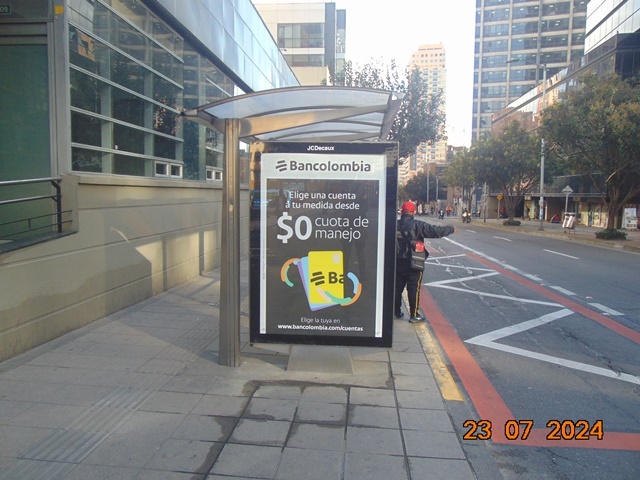 JCDecaux
Bancolombia
Elige una cuenta
a tu medida desde
$0 cuota de
manejo
Ba
Elige la tuya en
www.bancolombia.com/cuentas
23 07 2024